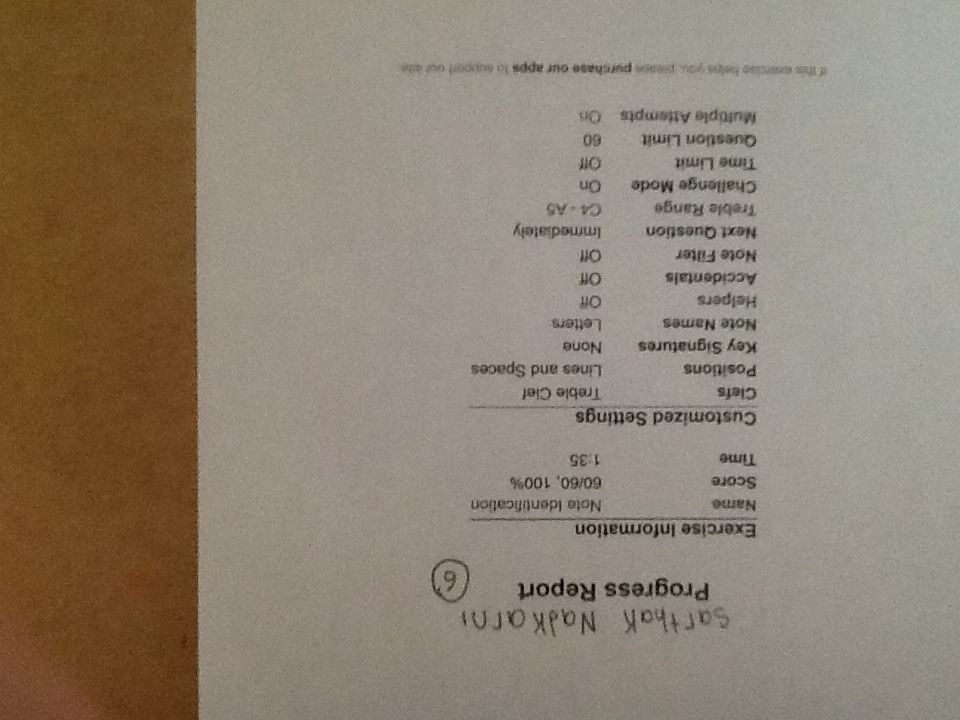 Sarthak Nadkarni
Progress Report
6
Exercise Information
Name Note Identification
Score 60/60, 100%
Time 1:35
Customized Settings
Clefs Treble Clef
Positions Lines and Spaces
Key Signatures None
Note Names Letters
Helpers Off
Accidentals Off
Note Filter Off
Next Question Immediately
Treble Range C4 - A5
Challenge Mode On
Time Limit Off
Question Limit 60
Multiple Attempts On
If this exercise helps you, please purchase our apps to support our site.